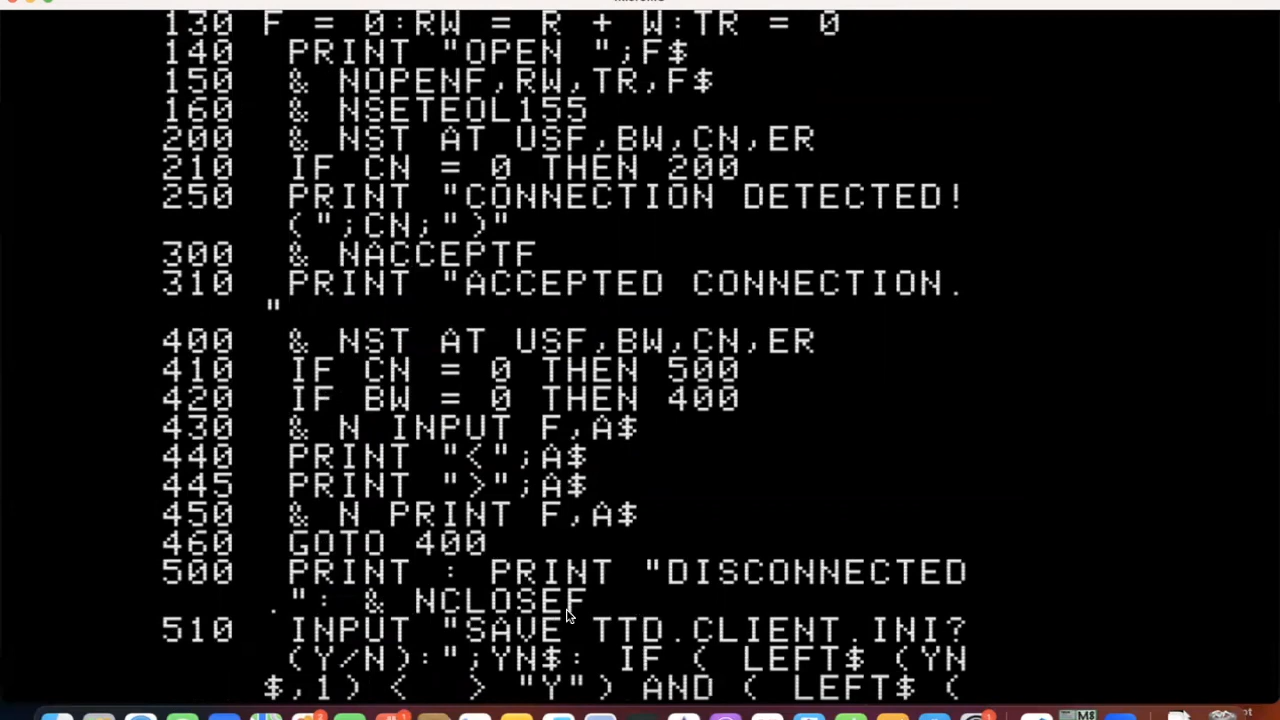 130 F = 0:RW = R + W:TR = 0
140 PRINT "OPEN ";F$
150 & NOPENF,RW,TR,F$
160 & NSETEOL155
200 & NST AT USF,BW,CN,ER
210 IF CN = 0 THEN 200
250 PRINT "CONNECTION DETECTED!
(";CN;")"
300 & NACCEPTF
310 PRINT "ACCEPTED CONNECTION.
"
400 & NST AT USF,BW,CN,ER
410 IF CN = 0 THEN 500
420 IF BW = 0 THEN 400
430 & N INPUT F,A$
440 PRINT "<";A$
445 PRINT ">";A$
450 & N PRINT F,A$
460 GOTO 400
500 PRINT : PRINT "DISCONNECTED
.": & NCLOSEF
510 INPUT "SAVE TTD.CLIENT.INI?
(Y/N):";YN$: IF ( LEFT$ (YN
$,1) < > "Y") AND ( LEFT$ (